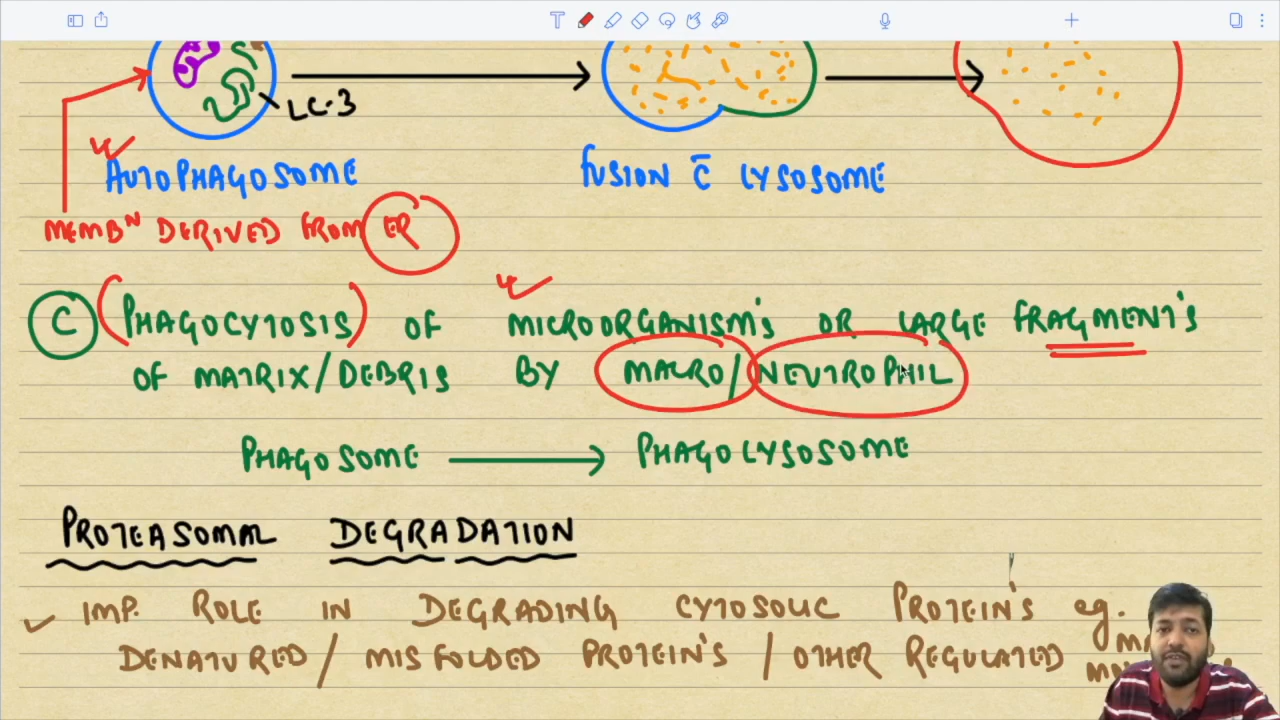 LC-3
AUTOPHAGOSOME
FUSION c̄ LYSOSOME
MEMBᴺ DERIVED FROM ER
C PHAGOCYTOSIS OF MICROORGANISM'S OR LARGE FRAGMENT'S
OF MATRIX/DEBRIS BY MACRO/NEUTROPHIL
PHAGOSOME → PHAGOLYSOSOME
PROTEASOMAL DEGRADATION
IMP. ROLE IN DEGRADING CYTOSOLIC PROTEIN'S eg.
DENATURED/MISFOLDED PROTEIN'S/OTHER REGULATED